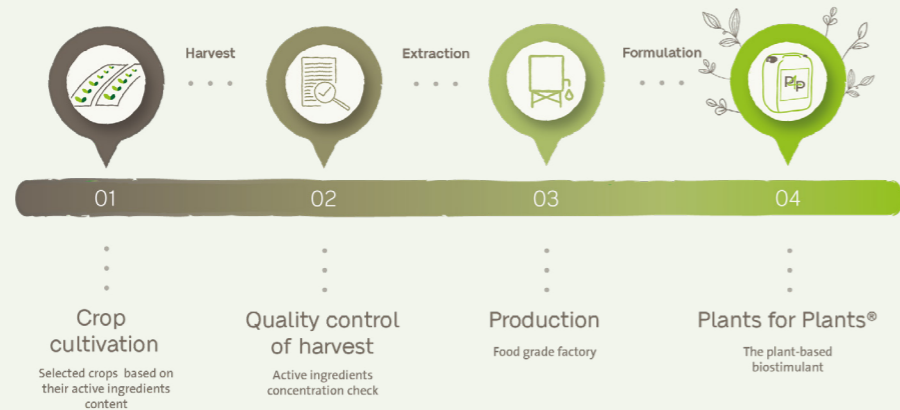 Harvest
Extraction
Formulation
P4P
01
02
03
04
Crop
cultivation
Selected crops based on
their active ingredients
content
Quality control
of harvest
Active ingredients
concentration check
Production
Food grade factory
Plants for Plants®
The plant-based
biostimulant